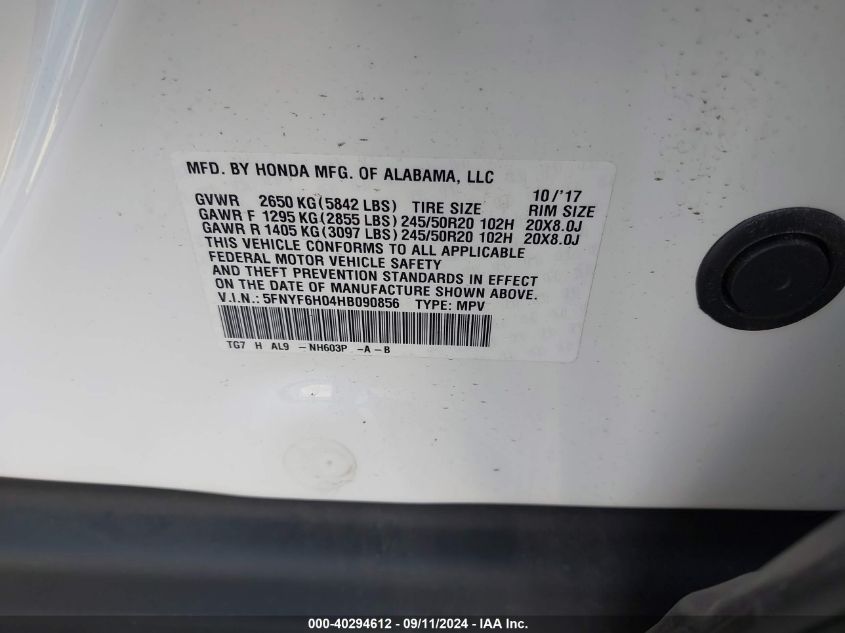 MFD. BY HONDA MFG. OF ALABAMA, LLC
10/'17
GVWR 2650 KG(5842 LBS) TIRE SIZE RIM SIZE
GAWR F 1295 KG(2855 LBS)245/50R20 102H 20X8.0J
GAWR R 1405 KG(3097 LBS)245/50R20 102H 20X8.0J
THIS VEHICLE CONFORMS TO ALL APPLICABLE
FEDERAL MOTOR VEHICLE SAFETY
AND THEFT PREVENTION STANDARDS IN EFFECT
ON THE DATE OF MANUFACTURE SHOWN ABOVE.
V.I.N.: 5FNYF6H04HB090856 TYPE: MPV
TG7 H AL9 -NH603P -A-B
000-40294612 - 09/11/2024 - IAA Inc.